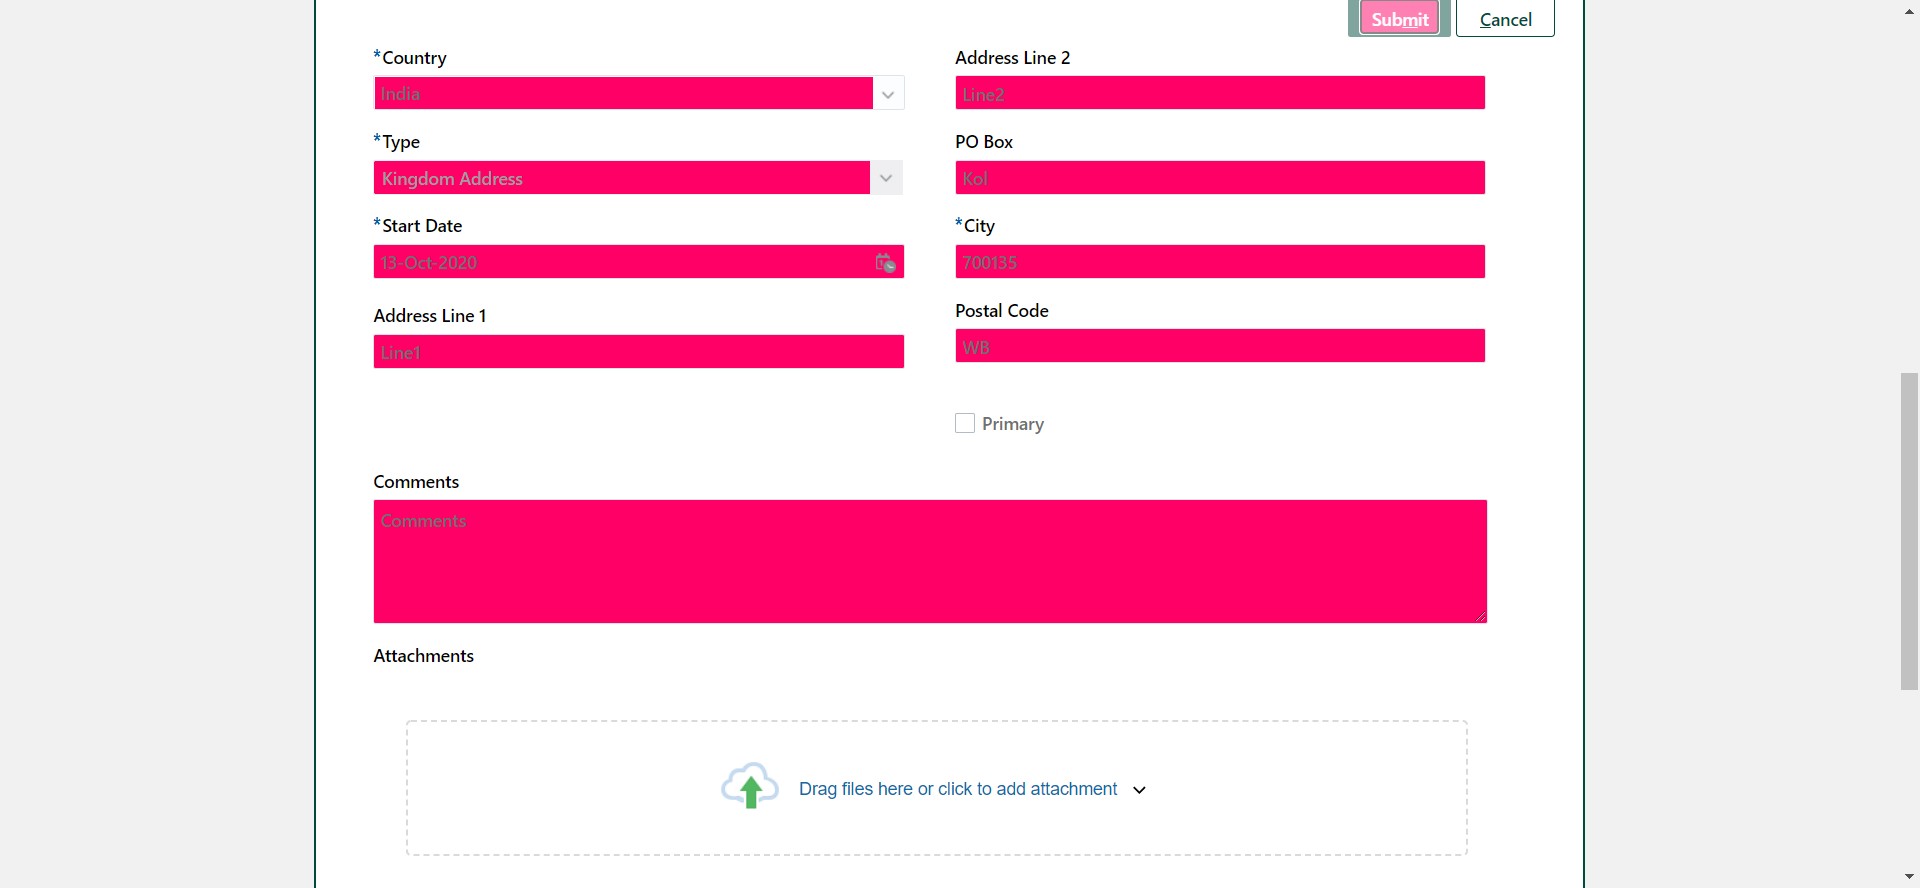 Submit
Cancel
*Country
India
*Type
Kingdom Address
*Start Date
13-Oct-2020
Address Line 1
Line1
Address Line 2
Line2
PO Box
Kol
*City
700135
Postal Code
WB
Primary
Comments
Comments
Attachments
Drag files here or click to add attachment